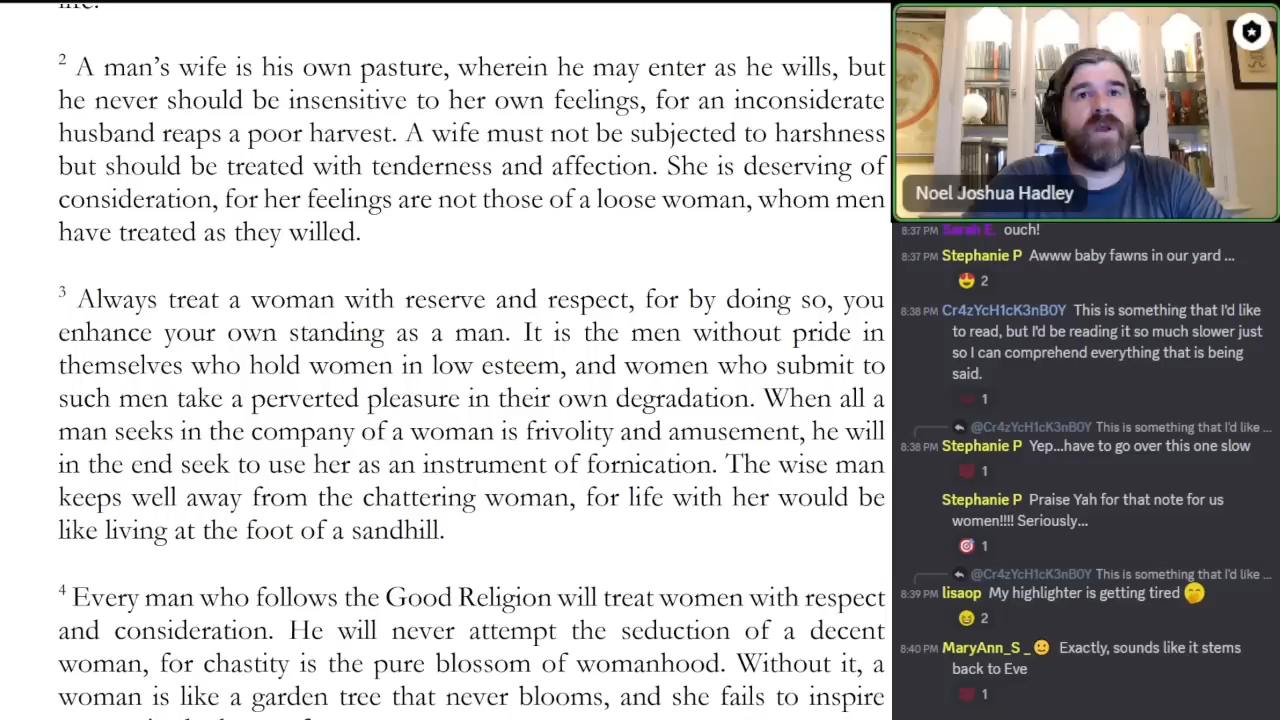 life.
2 A man’s wife is his own pasture, wherein he may enter as he wills, but
he never should be insensitive to her own feelings, for an inconsiderate
husband reaps a poor harvest. A wife must not be subjected to harshness
but should be treated with tenderness and affection. She is deserving of
consideration, for her feelings are not those of a loose woman, whom men
have treated as they willed.
3 Always treat a woman with reserve and respect, for by doing so, you
enhance your own standing as a man. It is the men without pride in
themselves who hold women in low esteem, and women who submit to
such men take a perverted pleasure in their own degradation. When all a
man seeks in the company of a woman is frivolity and amusement, he will
in the end seek to use her as an instrument of fornication. The wise man
keeps well away from the chattering woman, for life with her would be
like living at the foot of a sandhill.
4 Every man who follows the Good Religion will treat women with respect
and consideration. He will never attempt the seduction of a decent
woman, for chastity is the pure blossom of womanhood. Without it, a
woman is like a garden tree that never blooms, and she fails to inspire
Noel Joshua Hadley
8:37 PM Sarah E. ouch!
8:37 PM Stephanie P Awww baby fawns in our yard ...
😍 2
8:38 PM Cr4zYcH1cK3nB0Y This is something that I'd like
to read, but I'd be reading it so much slower just
so I can comprehend everything that is being
said.
1
@Cr4zYcH1cK3nB0Y This is something that I'd like ...
8:38 PM Stephanie P Yep...have to go over this one slow
1
Stephanie P Praise Yah for that note for us
women!!!! Seriously...
🎯 1
@Cr4zYcH1cK3nB0Y This is something that I'd like ...
8:39 PM lisaop My highlighter is getting tired 🤭
😆 2
8:40 PM MaryAnn_S _🙂 Exactly, sounds like it stems
back to Eve
1